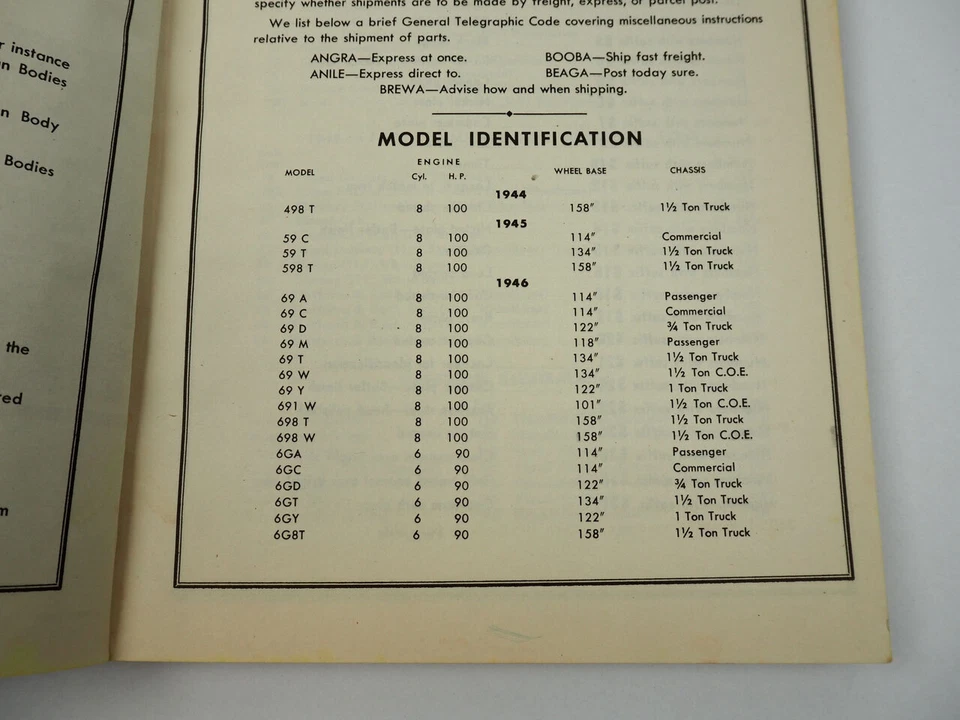 r instance
n Bodies
n Body
Bodies
the
red
m
specify whether shipments are to be made by freight, express, or parcel post.
We list below a brief General Telegraphic Code covering miscellaneous instructions
relative to the shipment of parts.
ANGRA—Express at once. BOOBA—Ship fast freight.
ANILE—Express direct to. BEAGA—Post today sure.
BREWA—Advise how and when shipping.
MODEL IDENTIFICATION
ENGINE
MODEL Cyl. H. P. WHEEL BASE CHASSIS
1944
498 T 8 100 158" 1½ Ton Truck
1945
59 C 8 100 114" Commercial
59 T 8 100 134" 1½ Ton Truck
598 T 8 100 158" 1½ Ton Truck
1946
69 A 8 100 114" Passenger
69 C 8 100 114" Commercial
69 D 8 100 122" ¾ Ton Truck
69 M 8 100 118" Passenger
69 T 8 100 134" 1½ Ton Truck
69 W 8 100 134" 1½ Ton C.O.E.
69 Y 8 100 122" 1 Ton Truck
691 W 8 100 101" 1½ Ton C.O.E.
698 T 8 100 158" 1½ Ton Truck
698 W 8 100 158" 1½ Ton C.O.E.
6GA 6 90 114" Passenger
6GC 6 90 114" Commercial
6GD 6 90 122" ¾ Ton Truck
6GT 6 90 134" 1½ Ton Truck
6GY 6 90 122" 1 Ton Truck
6G8T 6 90 158" 1½ Ton Truck